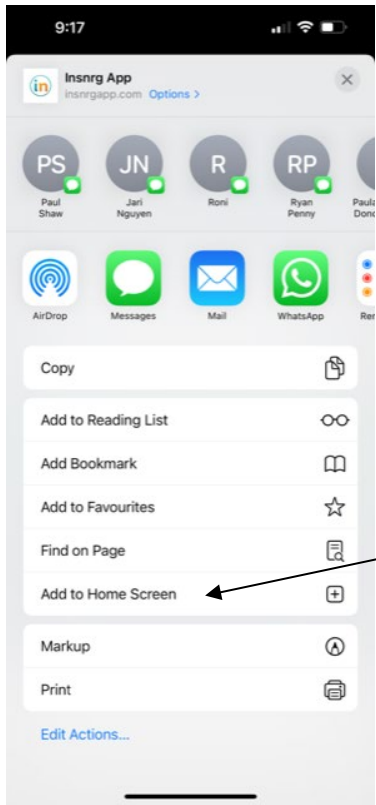 9:17
in
Insnrg App
insnrgapp.com Options >
PS JN R RP
Paul Shaw
Jari Nguyen
Roni
Ryan Penny
AirDrop Messages Mail WhatsApp
Copy
Add to Reading List
Add Bookmark
Add to Favourites
Find on Page
Add to Home Screen
Markup
Print
Edit Actions...